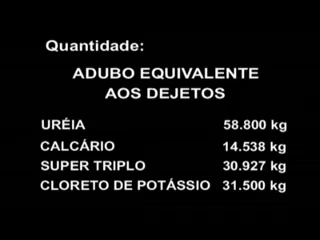 Quantidade:
ADUBO EQUIVALENTE
AOS DEJETOS
URÉIA 58.800 kg
CALCÁRIO 14.538 kg
SUPER TRIPLO 30.927 kg
CLORETO DE POTÁSSIO 31.500 kg